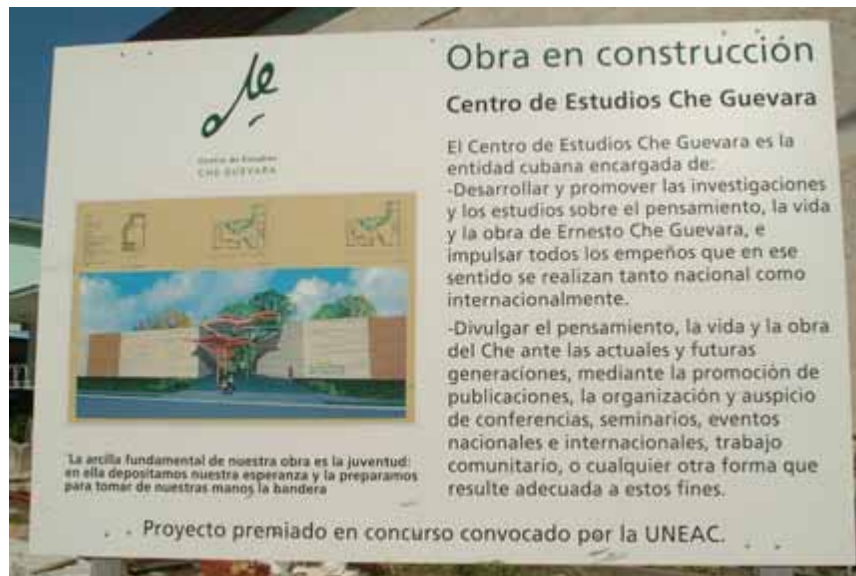 Centro de Estudios
CHE GUEVARA
La arcilla fundamental de nuestra obra es la juventud:
en ella depositamos nuestra esperanza y la preparamos
para tomar de nuestras manos la bandera
Obra en construcción
Centro de Estudios Che Guevara
El Centro de Estudios Che Guevara es la
entidad cubana encargada de:
-Desarrollar y promover las investigaciones
y los estudios sobre el pensamiento, la vida
y la obra de Ernesto Che Guevara, e
impulsar todos los empeños que en ese
sentido se realizan tanto nacional como
internacionalmente.
-Divulgar el pensamiento, la vida y la obra
del Che ante las actuales y futuras
generaciones, mediante la promoción de
publicaciones, la organización y auspicio
de conferencias, seminarios, eventos
nacionales e internacionales, trabajo
comunitario, o cualquier otra forma que
resulte adecuada a estos fines.
Proyecto premiado en concurso convocado por la UNEAC.